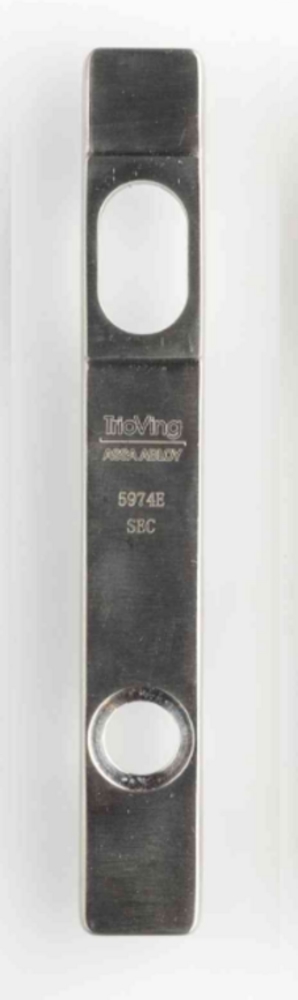 TrioVing
ASSA ABLOY
5974E
SEC